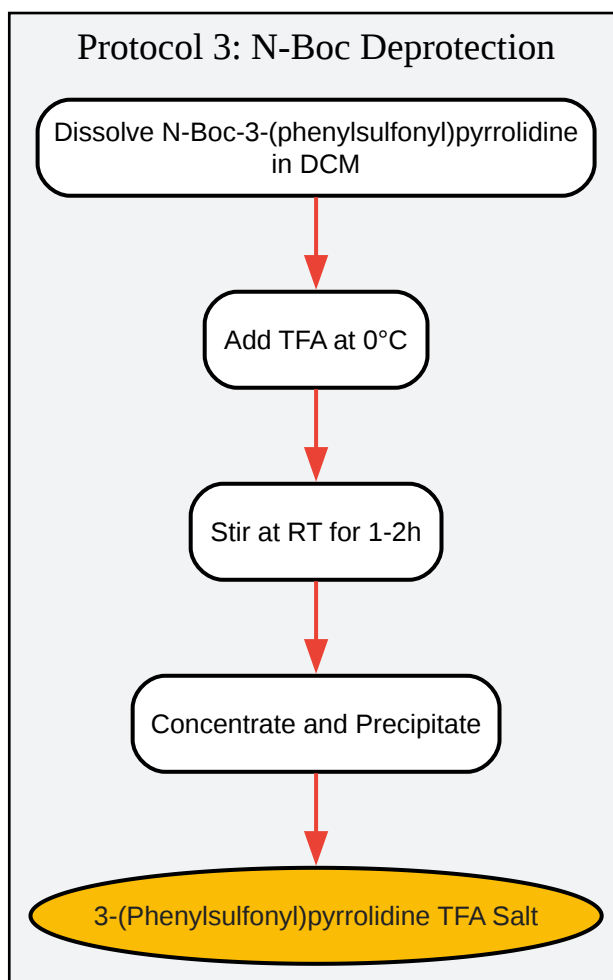 Protocol 3: N-Boc Deprotection
Dissolve N-Boc-3-(phenylsulfonyl)pyrrolidine
in DCM
Add TFA at 0°C
Stir at RT for 1-2h
Concentrate and Precipitate
3-(Phenylsulfonyl)pyrrolidine TFA Salt